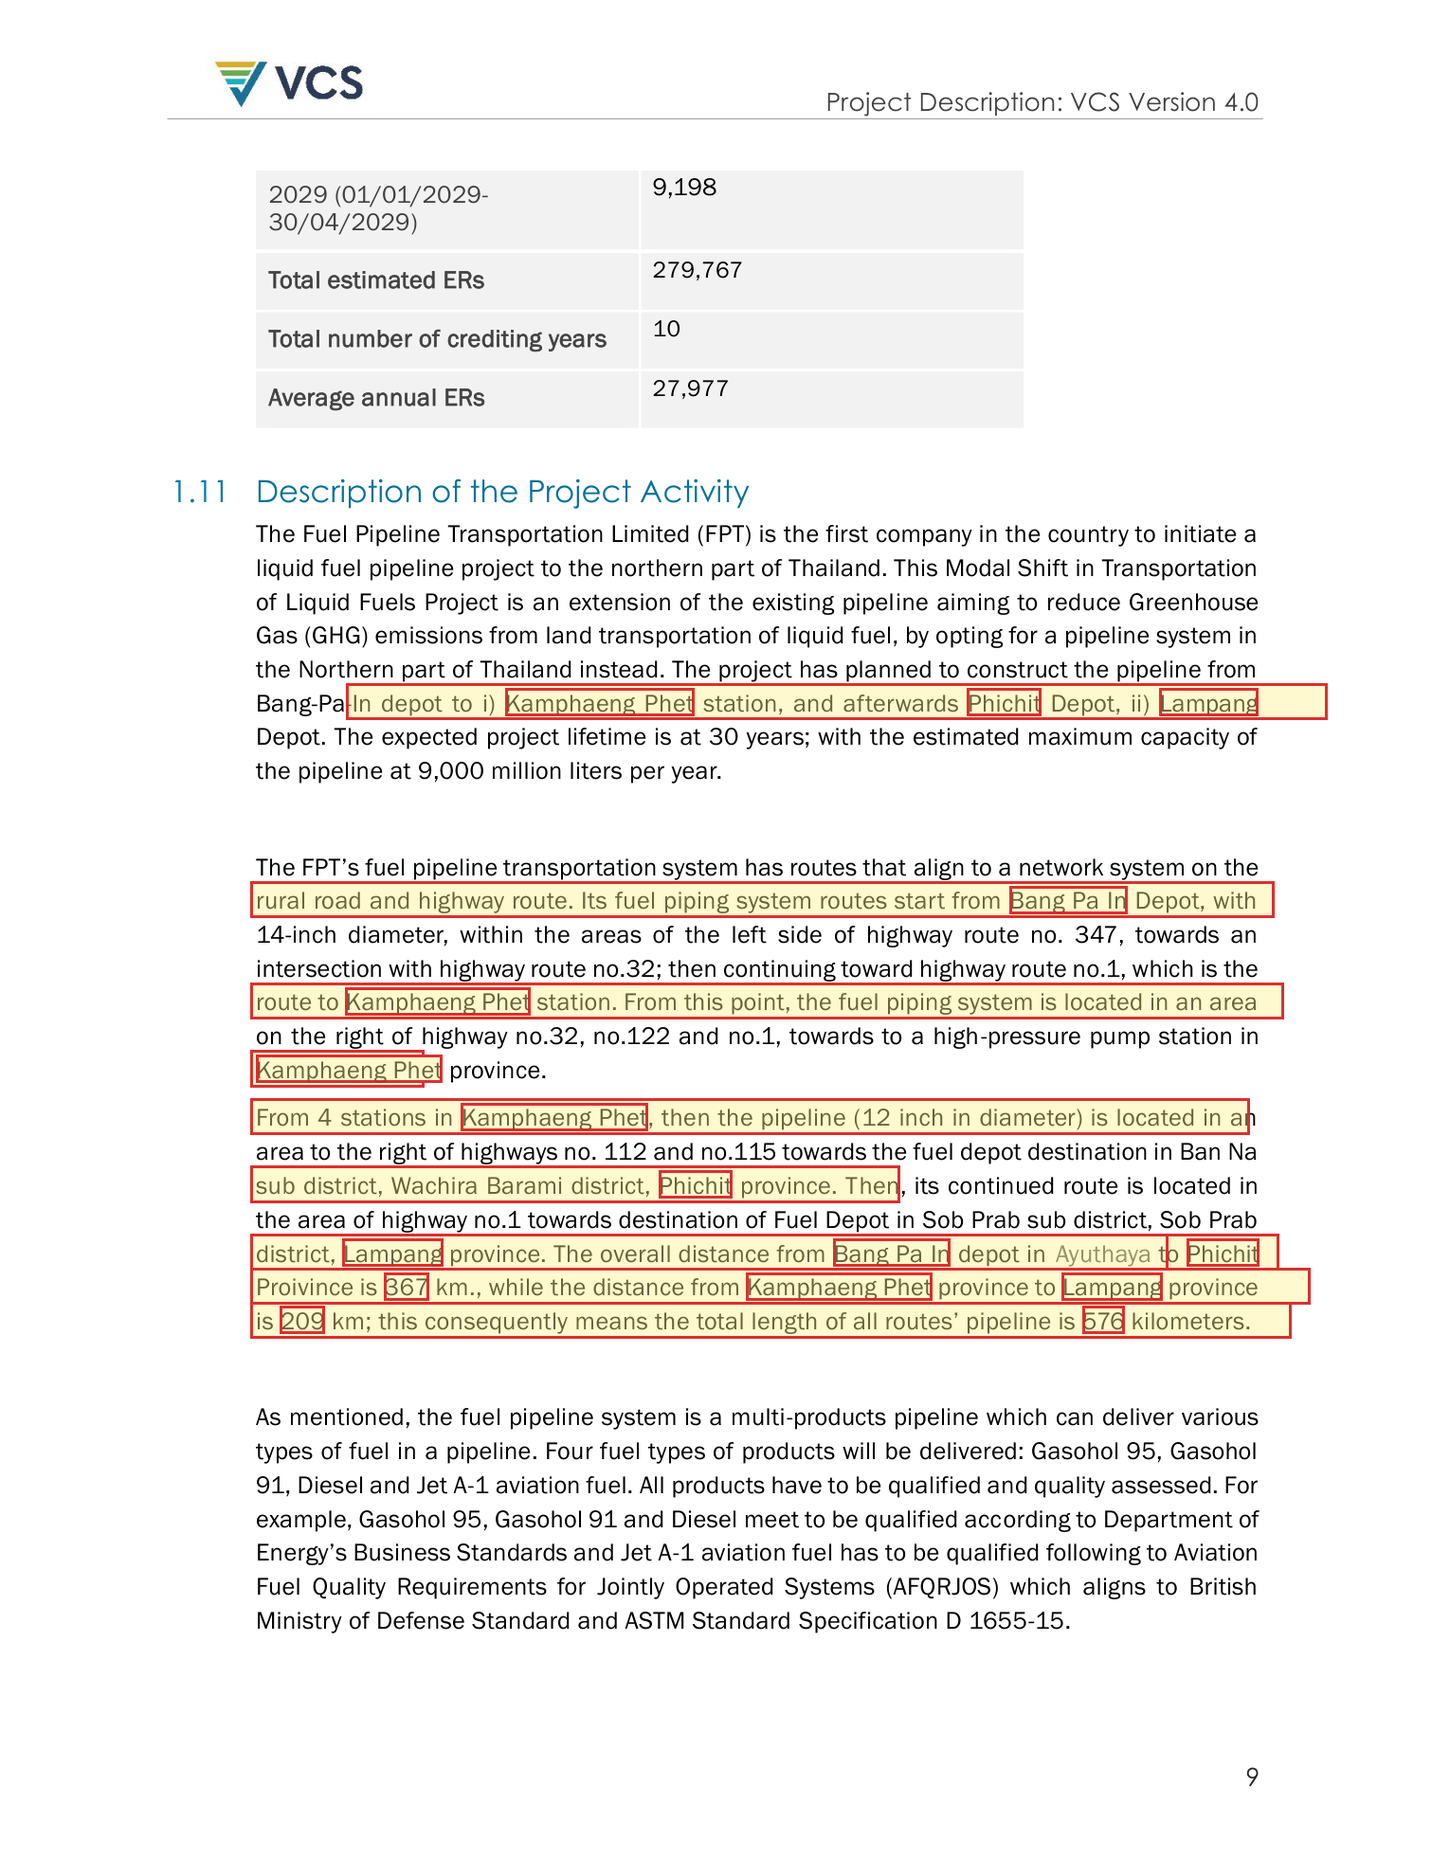 VCS
Project Description: VCS Version 4.0
2029 (01/01/2029-
30/04/2029)
9,198
Total estimated ERs
279,767
Total number of crediting years
10
Average annual ERs
27,977
1.11 Description of the Project Activity
The Fuel Pipeline Transportation Limited (FPT) is the first company in the country to initiate a
liquid fuel pipeline project to the northern part of Thailand. This Modal Shift in Transportation
of Liquid Fuels Project is an extension of the existing pipeline aiming to reduce Greenhouse
Gas (GHG) emissions from land transportation of liquid fuel, by opting for a pipeline system in
the Northern part of Thailand instead. The project has planned to construct the pipeline from
Bang-Pa-In depot to i) Kamphaeng Phet station, and afterwards Phichit Depot, ii) Lampang
Depot. The expected project lifetime is at 30 years; with the estimated maximum capacity of
the pipeline at 9,000 million liters per year.
The FPT’s fuel pipeline transportation system has routes that align to a network system on the
rural road and highway route. Its fuel piping system routes start from Bang Pa In Depot, with
14-inch diameter, within the areas of the left side of highway route no. 347, towards an
intersection with highway route no.32; then continuing toward highway route no.1, which is the
route to Kamphaeng Phet station. From this point, the fuel piping system is located in an area
on the right of highway no.32, no.122 and no.1, towards to a high-pressure pump station in
Kamphaeng Phet province.
From 4 stations in Kamphaeng Phet, then the pipeline (12 inch in diameter) is located in an
area to the right of highways no. 112 and no.115 towards the fuel depot destination in Ban Na
sub district, Wachira Barami district, Phichit province. Then, its continued route is located in
the area of highway no.1 towards destination of Fuel Depot in Sob Prab sub district, Sob Prab
district, Lampang province. The overall distance from Bang Pa In depot in Ayuthaya to Phichit
Proivince is 367 km., while the distance from Kamphaeng Phet province to Lampang province
is 209 km; this consequently means the total length of all routes’ pipeline is 576 kilometers.
As mentioned, the fuel pipeline system is a multi-products pipeline which can deliver various
types of fuel in a pipeline. Four fuel types of products will be delivered: Gasohol 95, Gasohol
91, Diesel and Jet A-1 aviation fuel. All products have to be qualified and quality assessed. For
example, Gasohol 95, Gasohol 91 and Diesel meet to be qualified according to Department of
Energy’s Business Standards and Jet A-1 aviation fuel has to be qualified following to Aviation
Fuel Quality Requirements for Jointly Operated Systems (AFQRJOS) which aligns to British
Ministry of Defense Standard and ASTM Standard Specification D 1655-15.
9